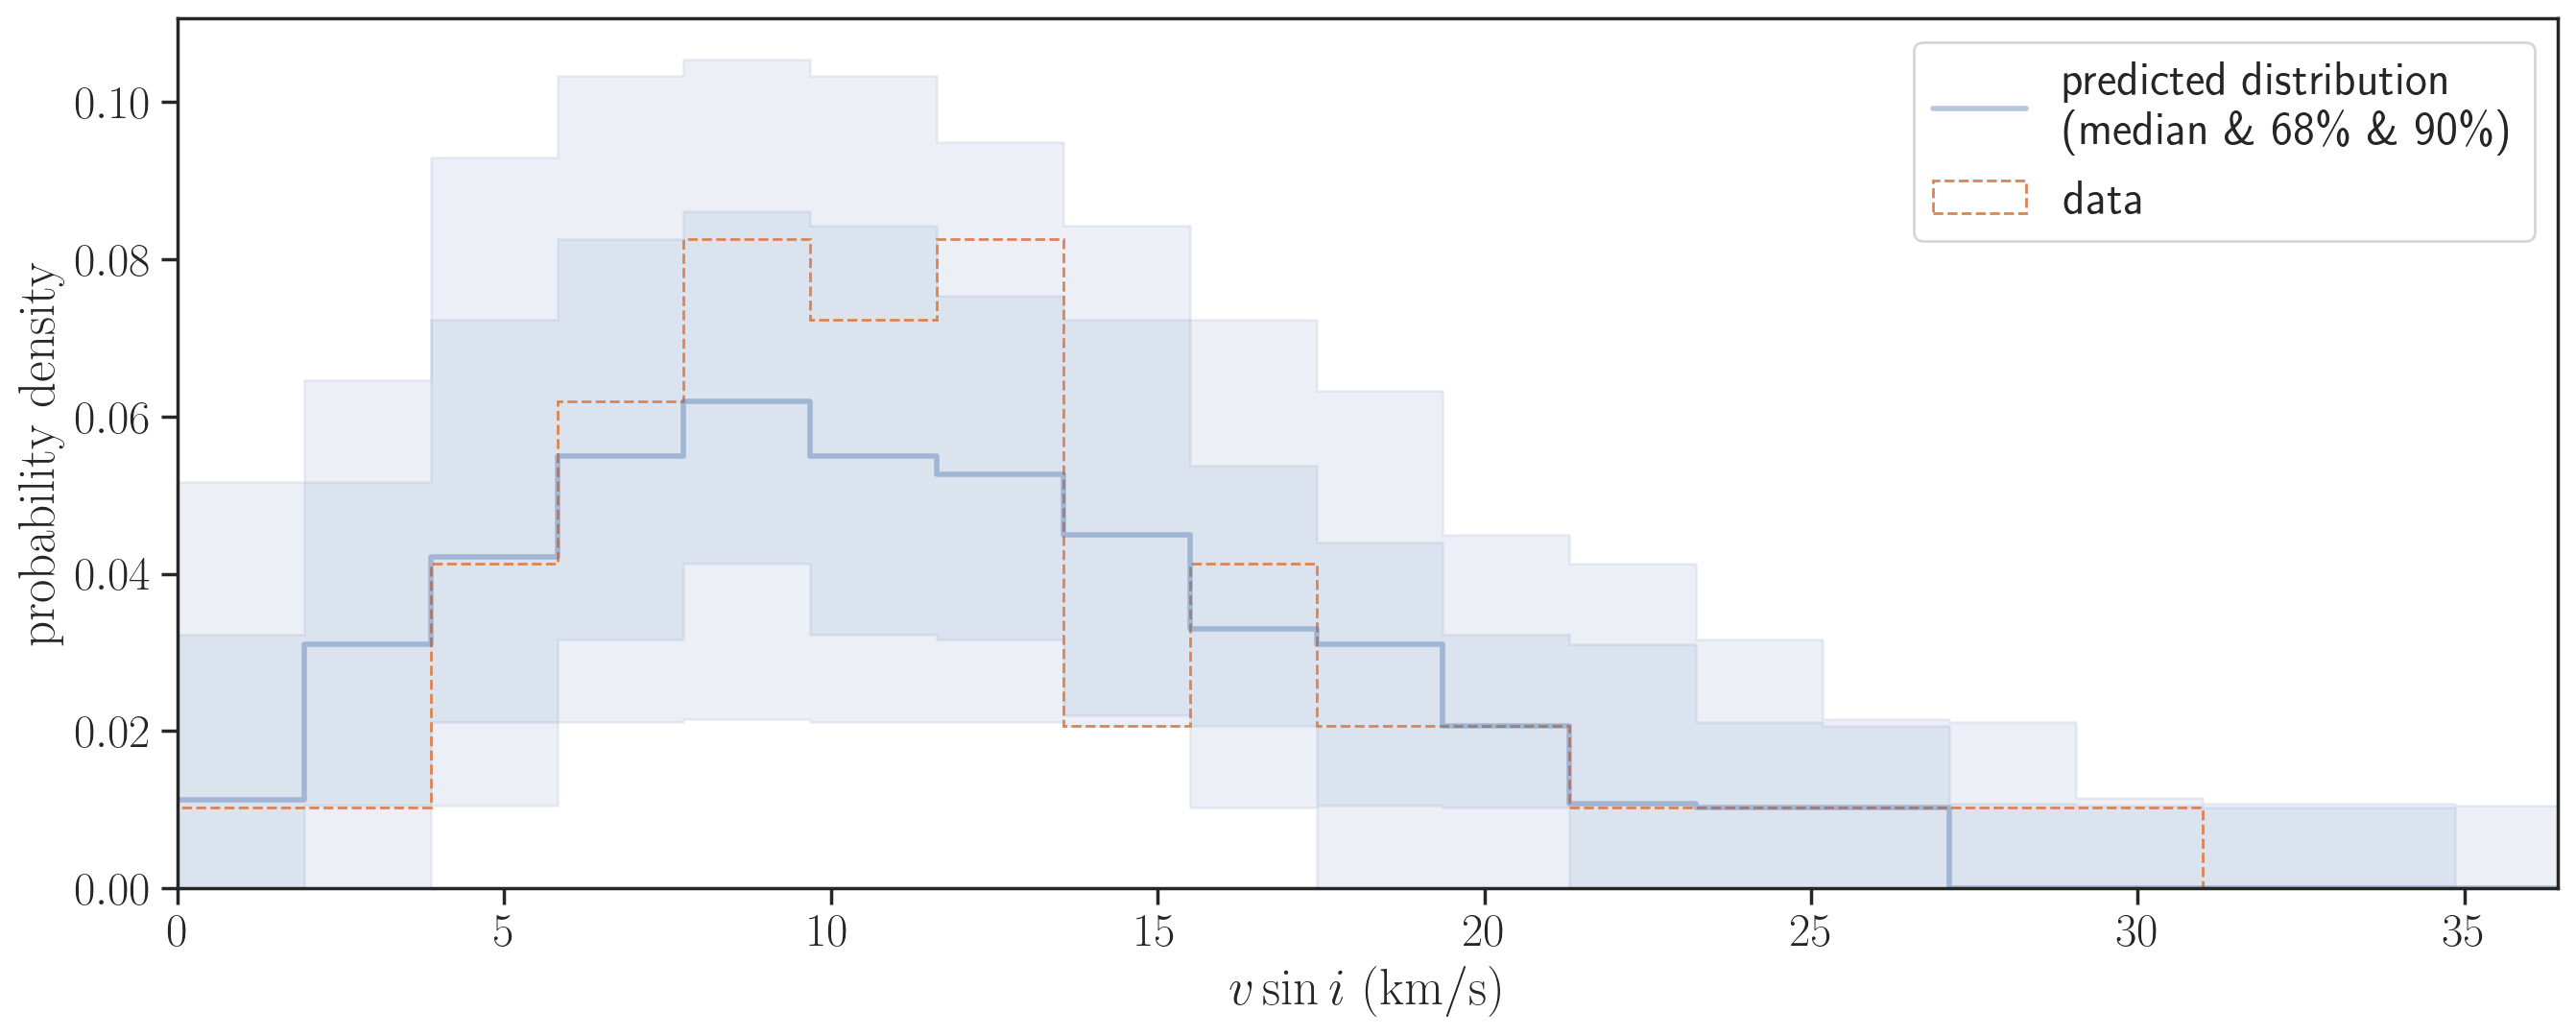 predicted distribution
(median & 68% & 90%)
data
probability density
0.10
0.08
0.06
0.04
0.02
0.00
0 5 10 15 20 25 30 35
v sin i (km/s)